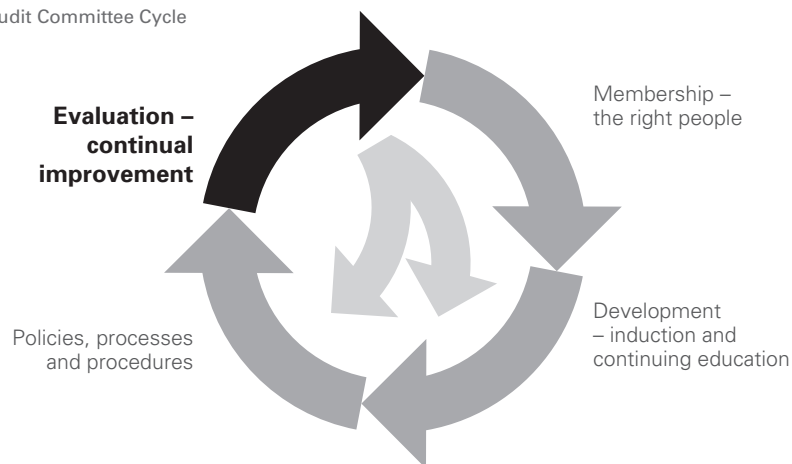 udit Committee Cycle
Evaluation –
continual
improvement
Membership –
the right people
Development
– induction and
continuing education
Policies, processes
and procedures